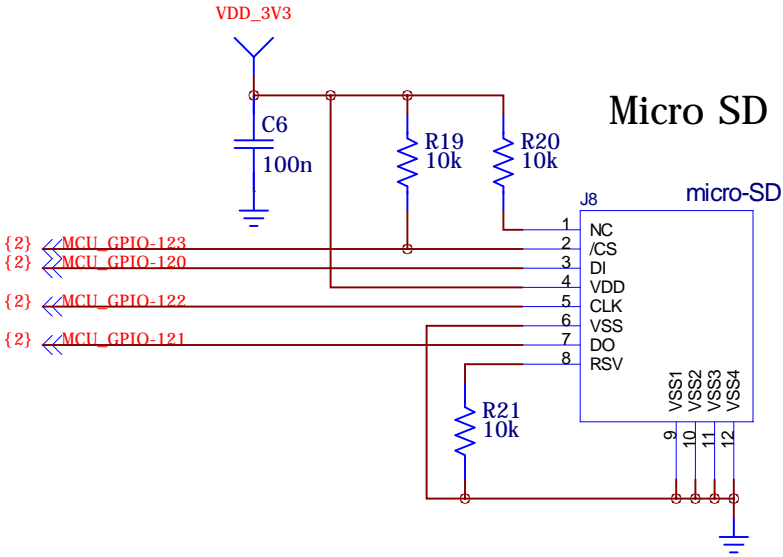 VDD_3V3
Micro SD
C6
100n
R19
10k
R20
10k
J8
micro-SD
{2} MCU_GPIO-123
{2} MCU_GPIO-120
{2} MCU_GPIO-122
{2} MCU_GPIO-121
1 NC
2 /CS
3 DI
4 VDD
5 CLK
6 VSS
7 DO
8 RSV
R21
10k
VSS1
VSS2
VSS3
VSS4
9
10
11
12